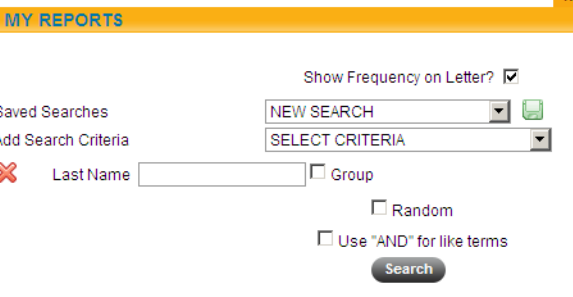 MY REPORTS
Show Frequency on Letter?
Saved Searches NEW SEARCH
Add Search Criteria SELECT CRITERIA
Last Name Group
Random
Use "AND" for like terms
Search